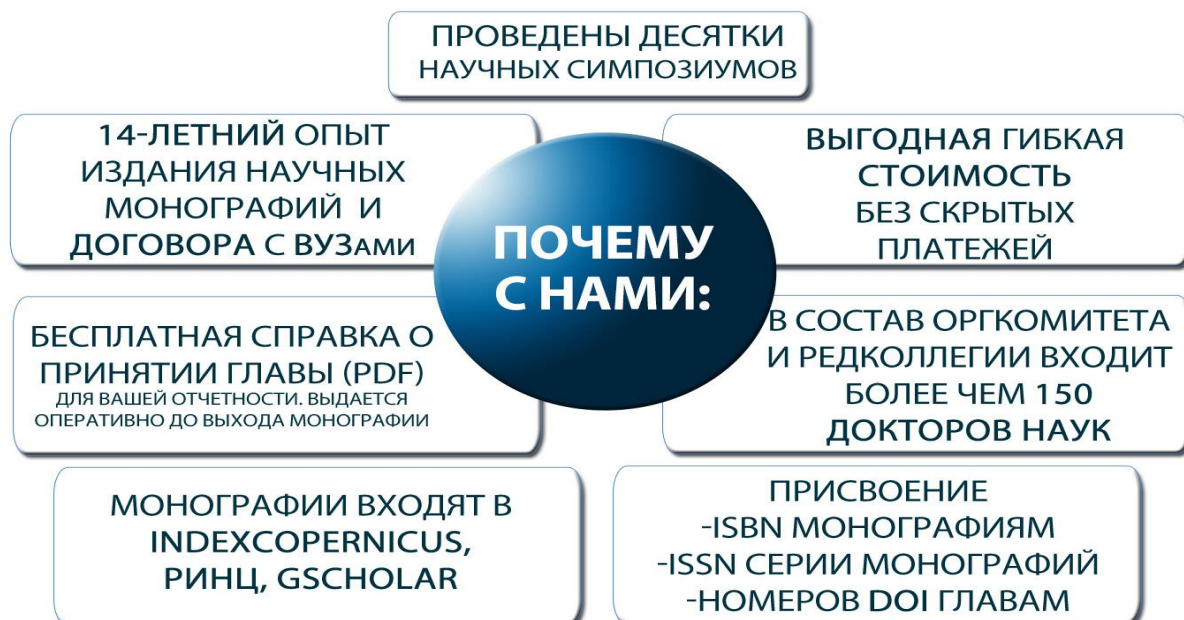 ПРОВЕДЕНЫ ДЕСЯТКИ
НАУЧНЫХ СИМПОЗИУМОВ
14-ЛЕТНИЙ ОПЫТ
ИЗДАНИЯ НАУЧНЫХ
МОНОГРАФИЙ И
ДОГОВОРА С ВУЗАМИ
ВЫГОДНАЯ ГИБКАЯ
СТОИМОСТЬ
БЕЗ СКРЫТЫХ
ПЛАТЕЖЕЙ
ПОЧЕМУ
С НАМИ:
БЕСПЛАТНАЯ СПРАВКА О
ПРИНЯТИИ ГЛАВЫ (PDF)
ДЛЯ ВАШЕЙ ОТЧЕТНОСТИ. ВЫДАЕТСЯ
ОПЕРАТИВНО ДО ВЫХОДА МОНОГРАФИИ
В СОСТАВ ОРГКОМИТЕТА
И РЕДКОЛЛЕГИИ ВХОДИТ
БОЛЕЕ ЧЕМ 150
ДОКТОРОВ НАУК
МОНОГРАФИИ ВХОДЯТ В
INDEXCOPERNICUS,
РИНЦ, GSCHOLAR
ПРИСВОЕНИЕ
-ISBN МОНОГРАФИЯМ
-ISSN СЕРИИ МОНОГРАФИЙ
-НОМЕРОВ DOI ГЛАВАМ